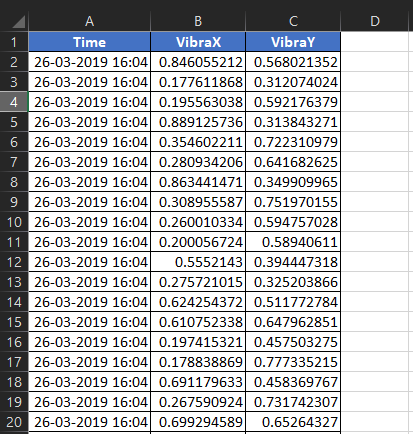 A B C D
1 Time VibraX VibraY
2 26-03-2019 16:04 0.846055212 0.568021352
3 26-03-2019 16:04 0.177611868 0.312074024
4 26-03-2019 16:04 0.195563038 0.592176379
5 26-03-2019 16:04 0.889125736 0.313843271
6 26-03-2019 16:04 0.354602211 0.722310979
7 26-03-2019 16:04 0.280934206 0.641682625
8 26-03-2019 16:04 0.863441471 0.349909965
9 26-03-2019 16:04 0.308955587 0.751970155
10 26-03-2019 16:04 0.260010334 0.594757028
11 26-03-2019 16:04 0.200056724 0.58940611
12 26-03-2019 16:04 0.5552143 0.394447318
13 26-03-2019 16:04 0.275721015 0.325203866
14 26-03-2019 16:04 0.624254372 0.511772784
15 26-03-2019 16:04 0.610752338 0.647962851
16 26-03-2019 16:04 0.197415321 0.457503275
17 26-03-2019 16:04 0.178838869 0.777335215
18 26-03-2019 16:04 0.691179633 0.458369767
19 26-03-2019 16:04 0.267590924 0.731742307
20 26-03-2019 16:04 0.699294589 0.65264327